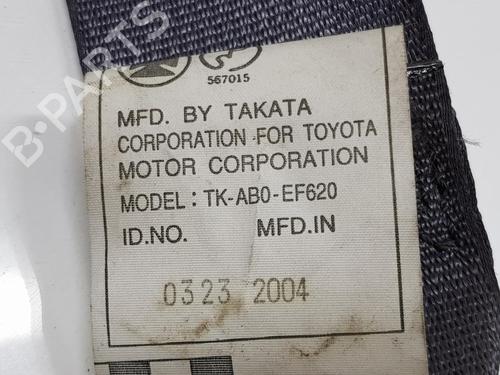 567015
MFD. BY TAKATA
CORPORATION FOR TOYOTA
MOTOR CORPORATION
MODEL : TK-AB0-EF620
ID.NO. MFD.IN
0323 2004
B-PARTS